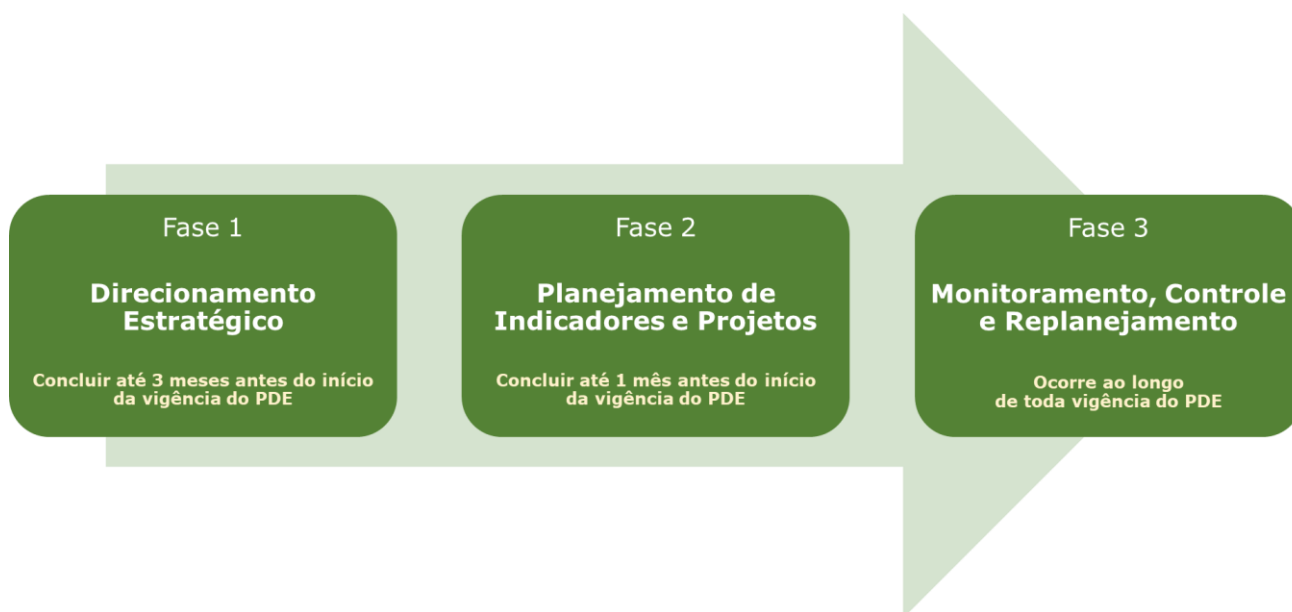 Fase 1
Direcionamento
Estratégico
Concluir até 3 meses antes do início
da vigência do PDE
Fase 2
Planejamento de
Indicadores e Projetos
Concluir até 1 mês antes do início
da vigência do PDE
Fase 3
Monitoramento, Controle
e Replanejamento
Ocorre ao longo
de toda vigência do PDE